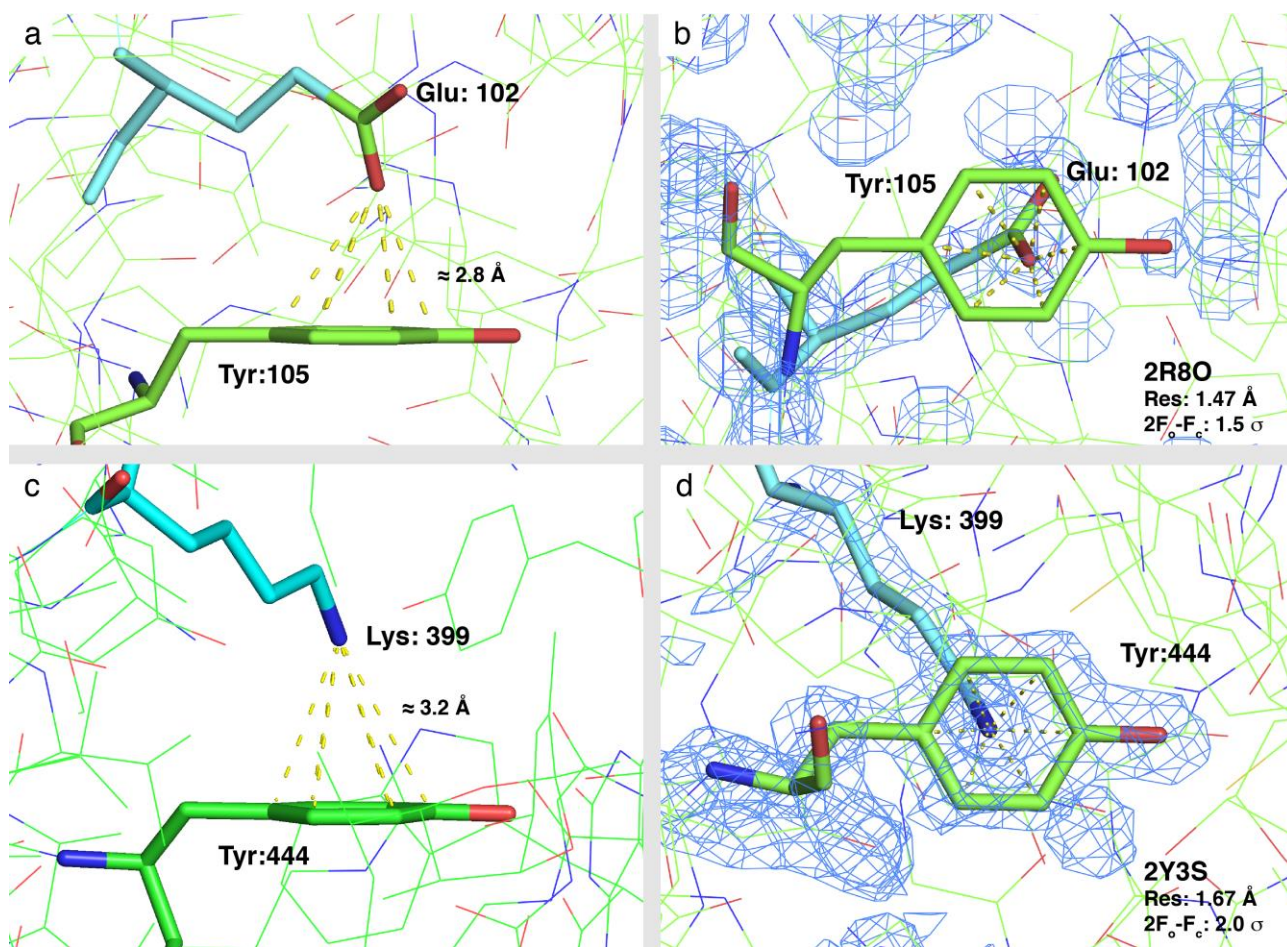 a
Glu: 102
≈ 2.8 Å
Tyr:105
b
Tyr:105
Glu: 102
2R8O
Res: 1.47 Å
2Fo-Fc: 1.5 σ
c
Lys: 399
≈ 3.2 Å
Tyr:444
d
Lys: 399
Tyr:444
2Y3S
Res: 1.67 Å
2Fo-Fc: 2.0 σ